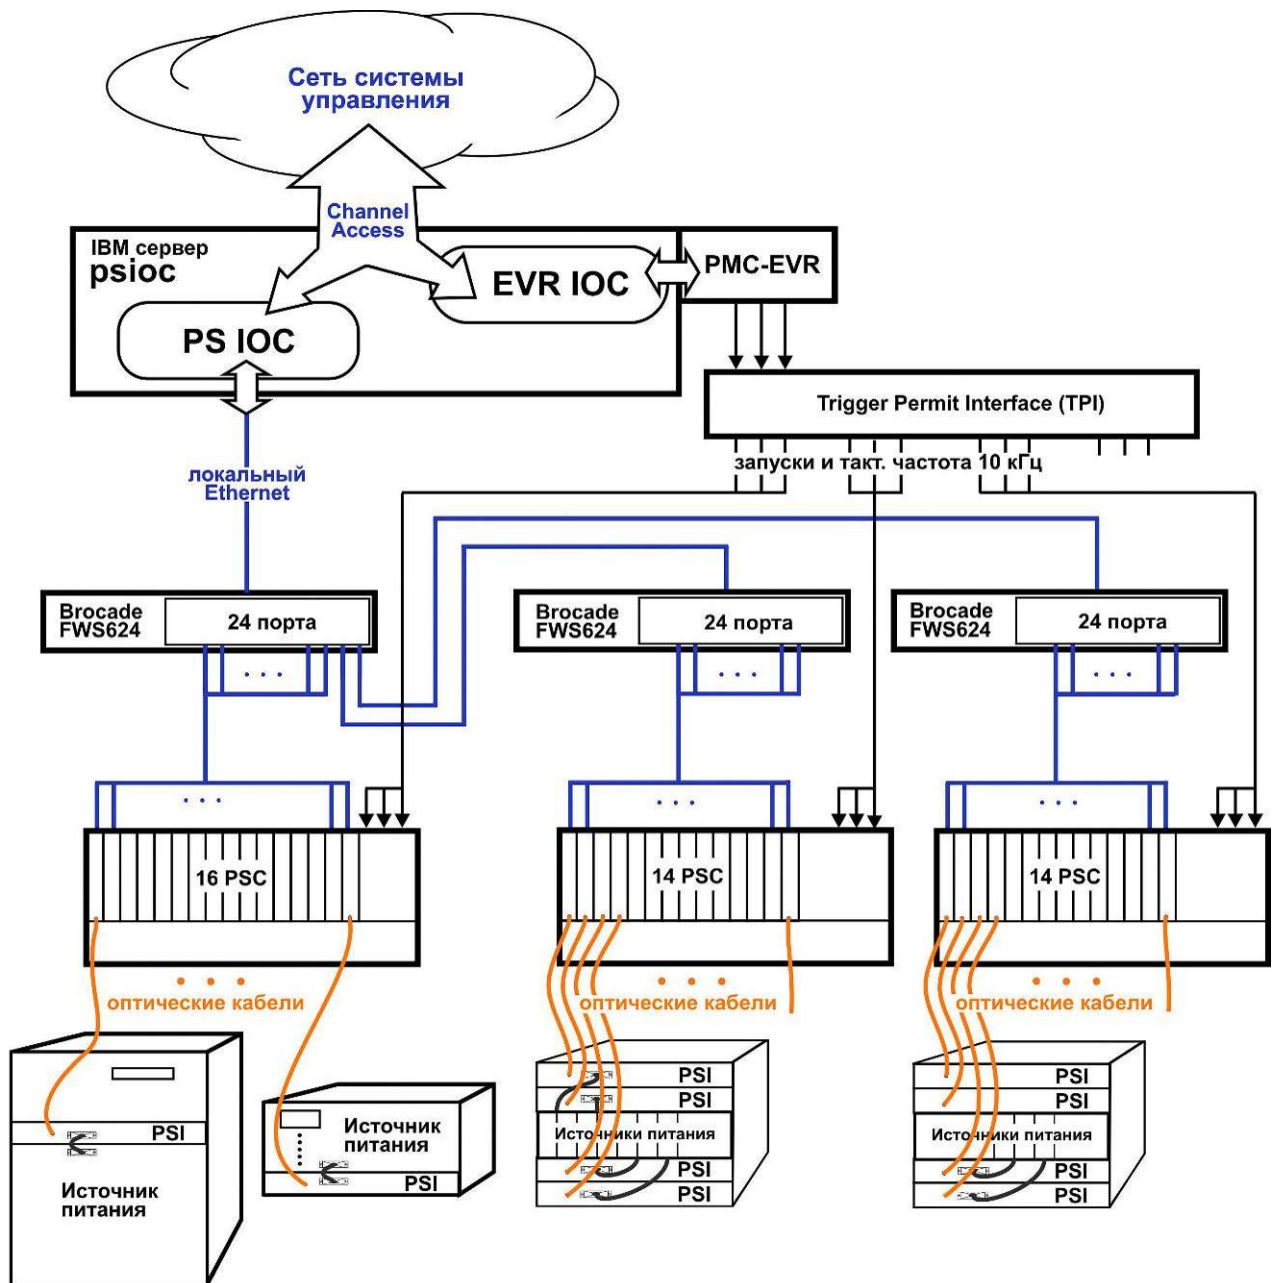 Сеть системы
управления
Channel
Access
IBM сервер
psioc
EVR IOC
PMC-EVR
PS IOC
Trigger Permit Interface (TPI)
запуски и такт. частота 10 кГц
локальный
Ethernet
Brocade
FWS624
24 порта
Brocade
FWS624
24 порта
Brocade
FWS624
24 порта
16 PSC
14 PSC
14 PSC
оптические кабели
оптические кабели
оптические кабели
PSI
Источник
питания
Источник
питания
PSI
PSI
PSI
Источники питания
PSI
PSI
PSI
PSI
Источники питания
PSI
PSI